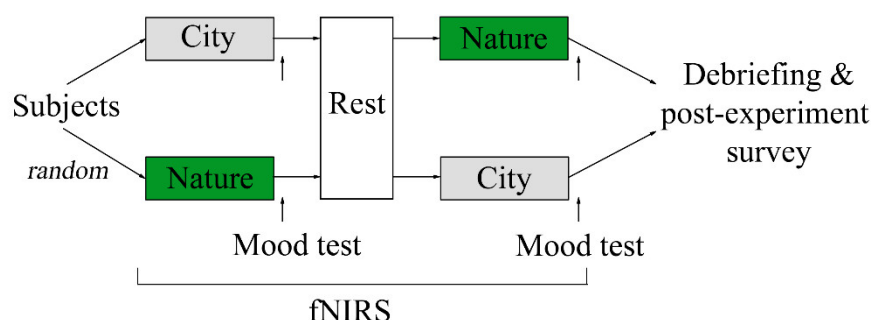 City
Nature
Subjects
Rest
Debriefing &
post-experiment
survey
random
Nature
City
Mood test
Mood test
fNIRS